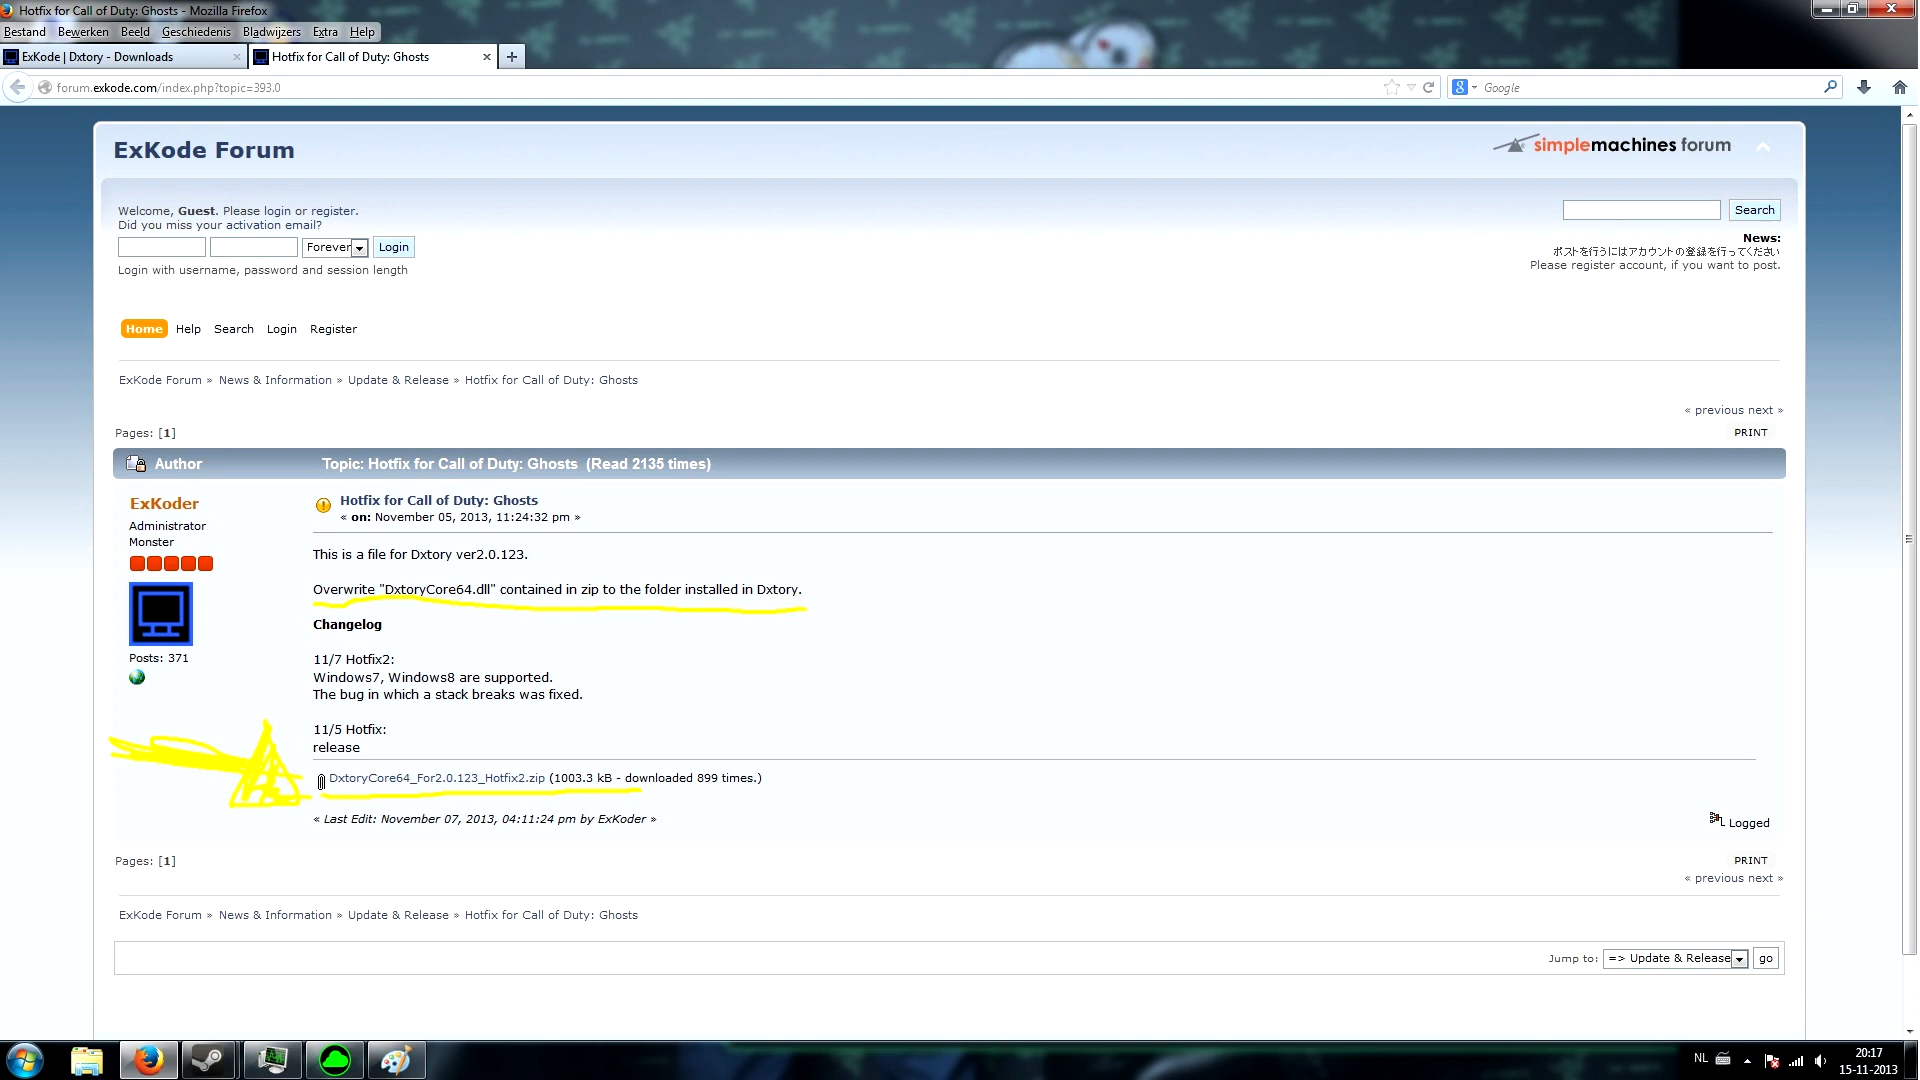 Hotfix for Call of Duty: Ghosts - Mozilla Firefox
Bestand Bewerken Beeld Geschiedenis Bladwijzers Extra Help
ExKode | Dxtory - Downloads
Hotfix for Call of Duty: Ghosts
forum.exkode.com/index.php?topic=393.0
Google
ExKode Forum
simplemachines forum
Welcome, Guest. Please login or register.
Did you miss your activation email?
Forever Login
Login with username, password and session length
Search
News:
ポストを行うにはアカウントの登録を行ってください
Please register account, if you want to post.
Home Help Search Login Register
ExKode Forum » News & Information » Update & Release » Hotfix for Call of Duty: Ghosts
« previous next »
Pages: [1]
PRINT
Author
Topic: Hotfix for Call of Duty: Ghosts (Read 2135 times)
ExKoder
Administrator
Monster
Posts: 371
Hotfix for Call of Duty: Ghosts
« on: November 05, 2013, 11:24:32 pm »
This is a file for Dxtory ver2.0.123.
Overwrite "DxtoryCore64.dll" contained in zip to the folder installed in Dxtory.
Changelog
11/7 Hotfix2:
Windows7, Windows8 are supported.
The bug in which a stack breaks was fixed.
11/5 Hotfix:
release
DxtoryCore64_For2.0.123_Hotfix2.zip (1003.3 kB - downloaded 899 times.)
« Last Edit: November 07, 2013, 04:11:24 pm by ExKoder »
Logged
Pages: [1]
PRINT
« previous next »
ExKode Forum » News & Information » Update & Release » Hotfix for Call of Duty: Ghosts
Jump to: => Update & Release go
NL
20:17
15-11-2013